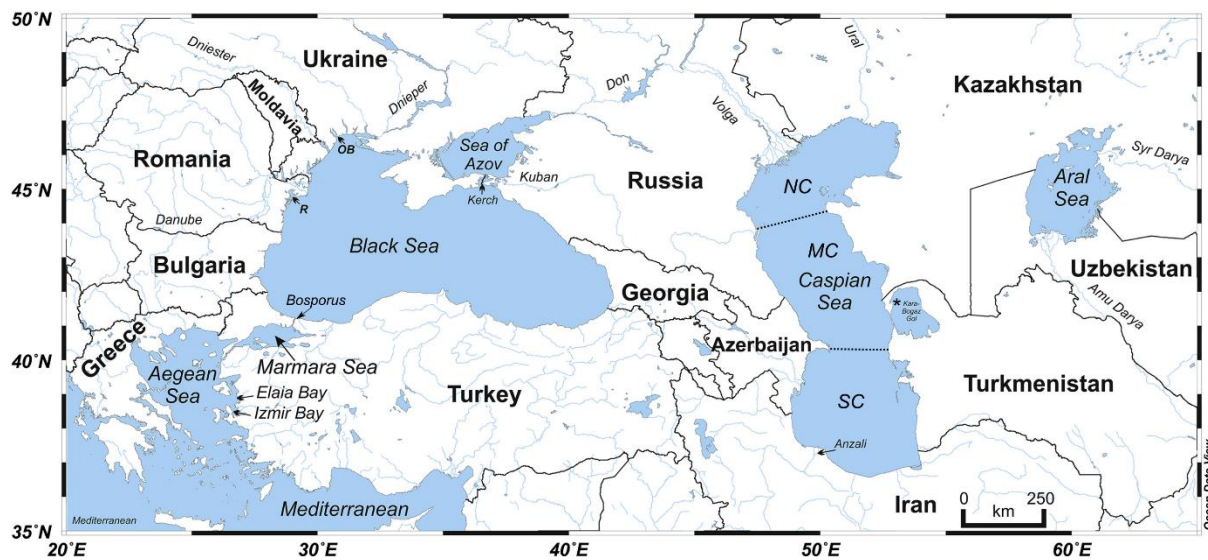 50˚N
45˚N
40˚N
35˚N
20˚E
30˚E
40˚E
50˚E
60˚E
Dniester
Ukraine
Moldavia
Dnieper
Don
Volga
Ural
Kazakhstan
Romania
OB
Sea of
Azov
Kuban
Kerch
Russia
NC
Syr Darya
Aral
Sea
R
Danube
Black Sea
MC
Caspian
Sea
Bulgaria
Bosporus
Georgia
*
Kara-
Bogaz
Gol
Uzbekistan
Amu Darya
Greece
Marmara Sea
Azerbaijan
Aegean
Sea
Elaia Bay
Izmir Bay
Turkey
SC
Turkmenistan
Anzali
Mediterranean
Mediterranean
Iran
0 250
km
Ocean Data View